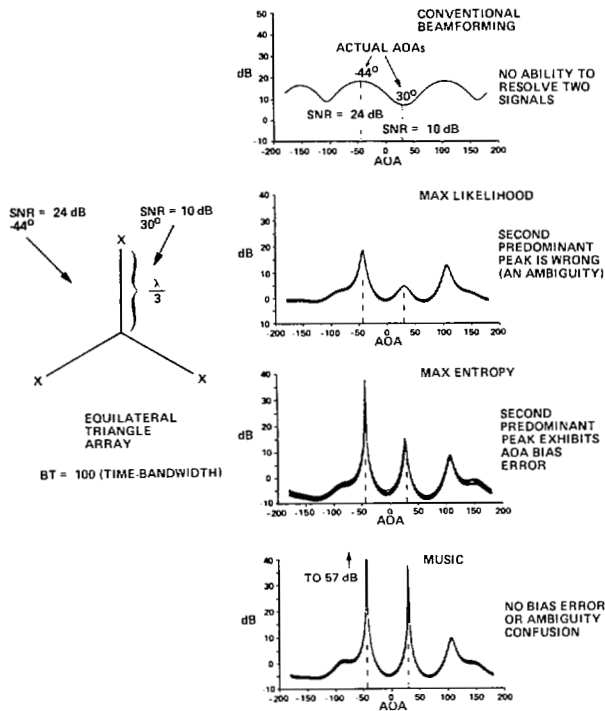 CONVENTIONAL
BEAMFORMING
50
40
30
20
10
0
-10
dB
ACTUAL AOAs
-44°
30°
SNR = 24 dB
SNR = 10 dB
-200 -150 -100 -50 0 50 100 150 200
AOA
NO ABILITY TO
RESOLVE TWO
SIGNALS
SNR = 24 dB
-44°
SNR = 10 dB
30°
X
λ
3
X
X
EQUILATERAL
TRIANGLE
ARRAY
BT = 100 (TIME-BANDWIDTH)
MAX LIKELIHOOD
40
30
20
10
0
10
dB
-200 -150 -100 -50 0 50 100 150 200
AOA
SECOND
PREDOMINANT
PEAK IS WRONG
(AN AMBIGUITY)
MAX ENTROPY
40
30
20
10
0
-10
dB
-200 -150 -100 -50 0 50 100 150 200
AOA
SECOND
PREDOMINANT
PEAK EXHIBITS
AOA BIAS
ERROR
MUSIC
TO 57 dB
40
30
20
10
0
-10
dB
-200 -150 -100 -50 0 50 100 150 200
AOA
NO BIAS ERROR
OR AMBIGUITY
CONFUSION